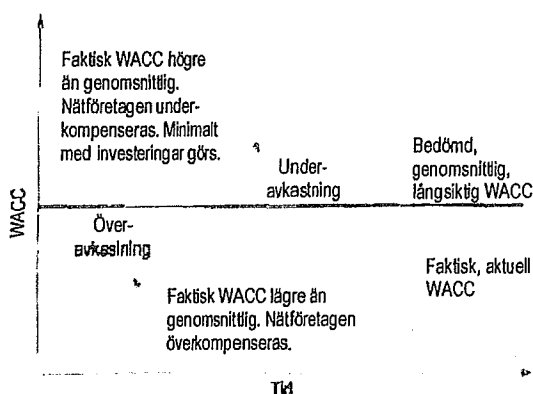 Faktisk WACC högre
än genomsnittlig.
Nätföretagen under-
kompenseras. Minimalt
med investeringar görs.
Under-
avkastning
Bedömd,
genomsnittlig,
långsiktig WACC
WACC
Över-
avkastning
Faktisk, aktuell
WACC
Faktisk WACC lägre än
genomsnittlig. Nätföretagen
överkompenseras.
Tid